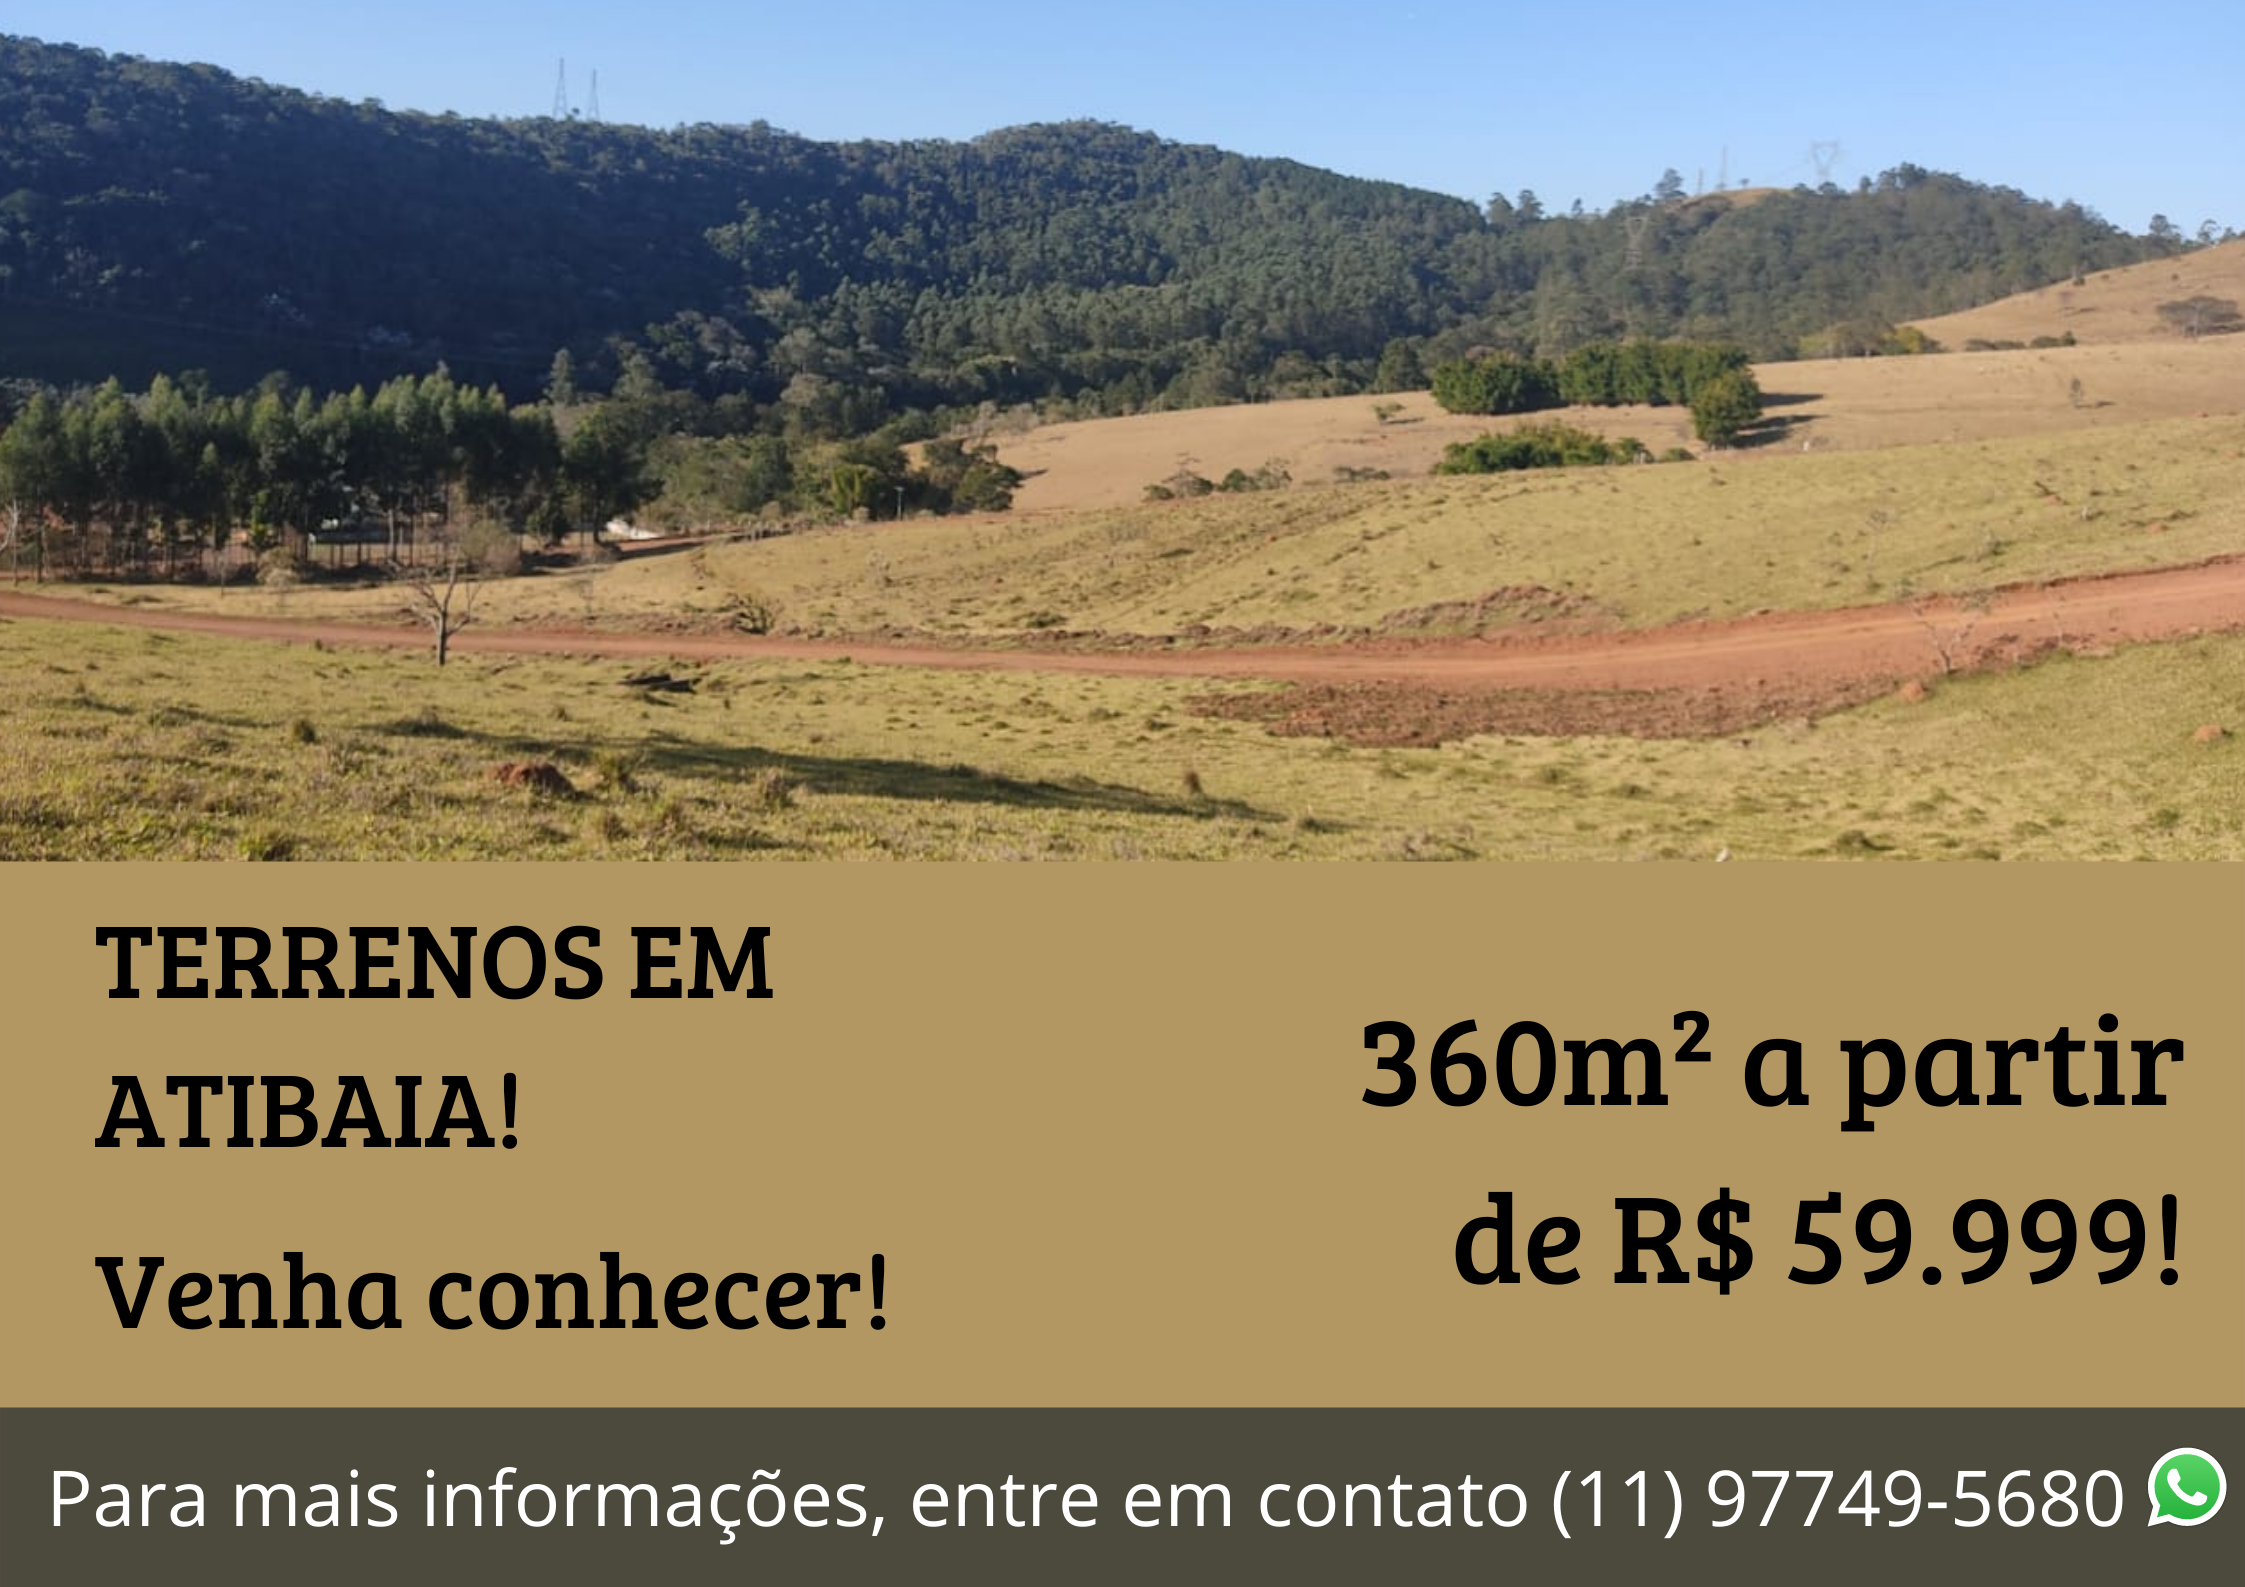 TERRENOS EM
ATIBAIA!
Venha conhecer!
360m² a partir
de R$ 59.999!
Para mais informações, entre em contato (11) 97749-5680